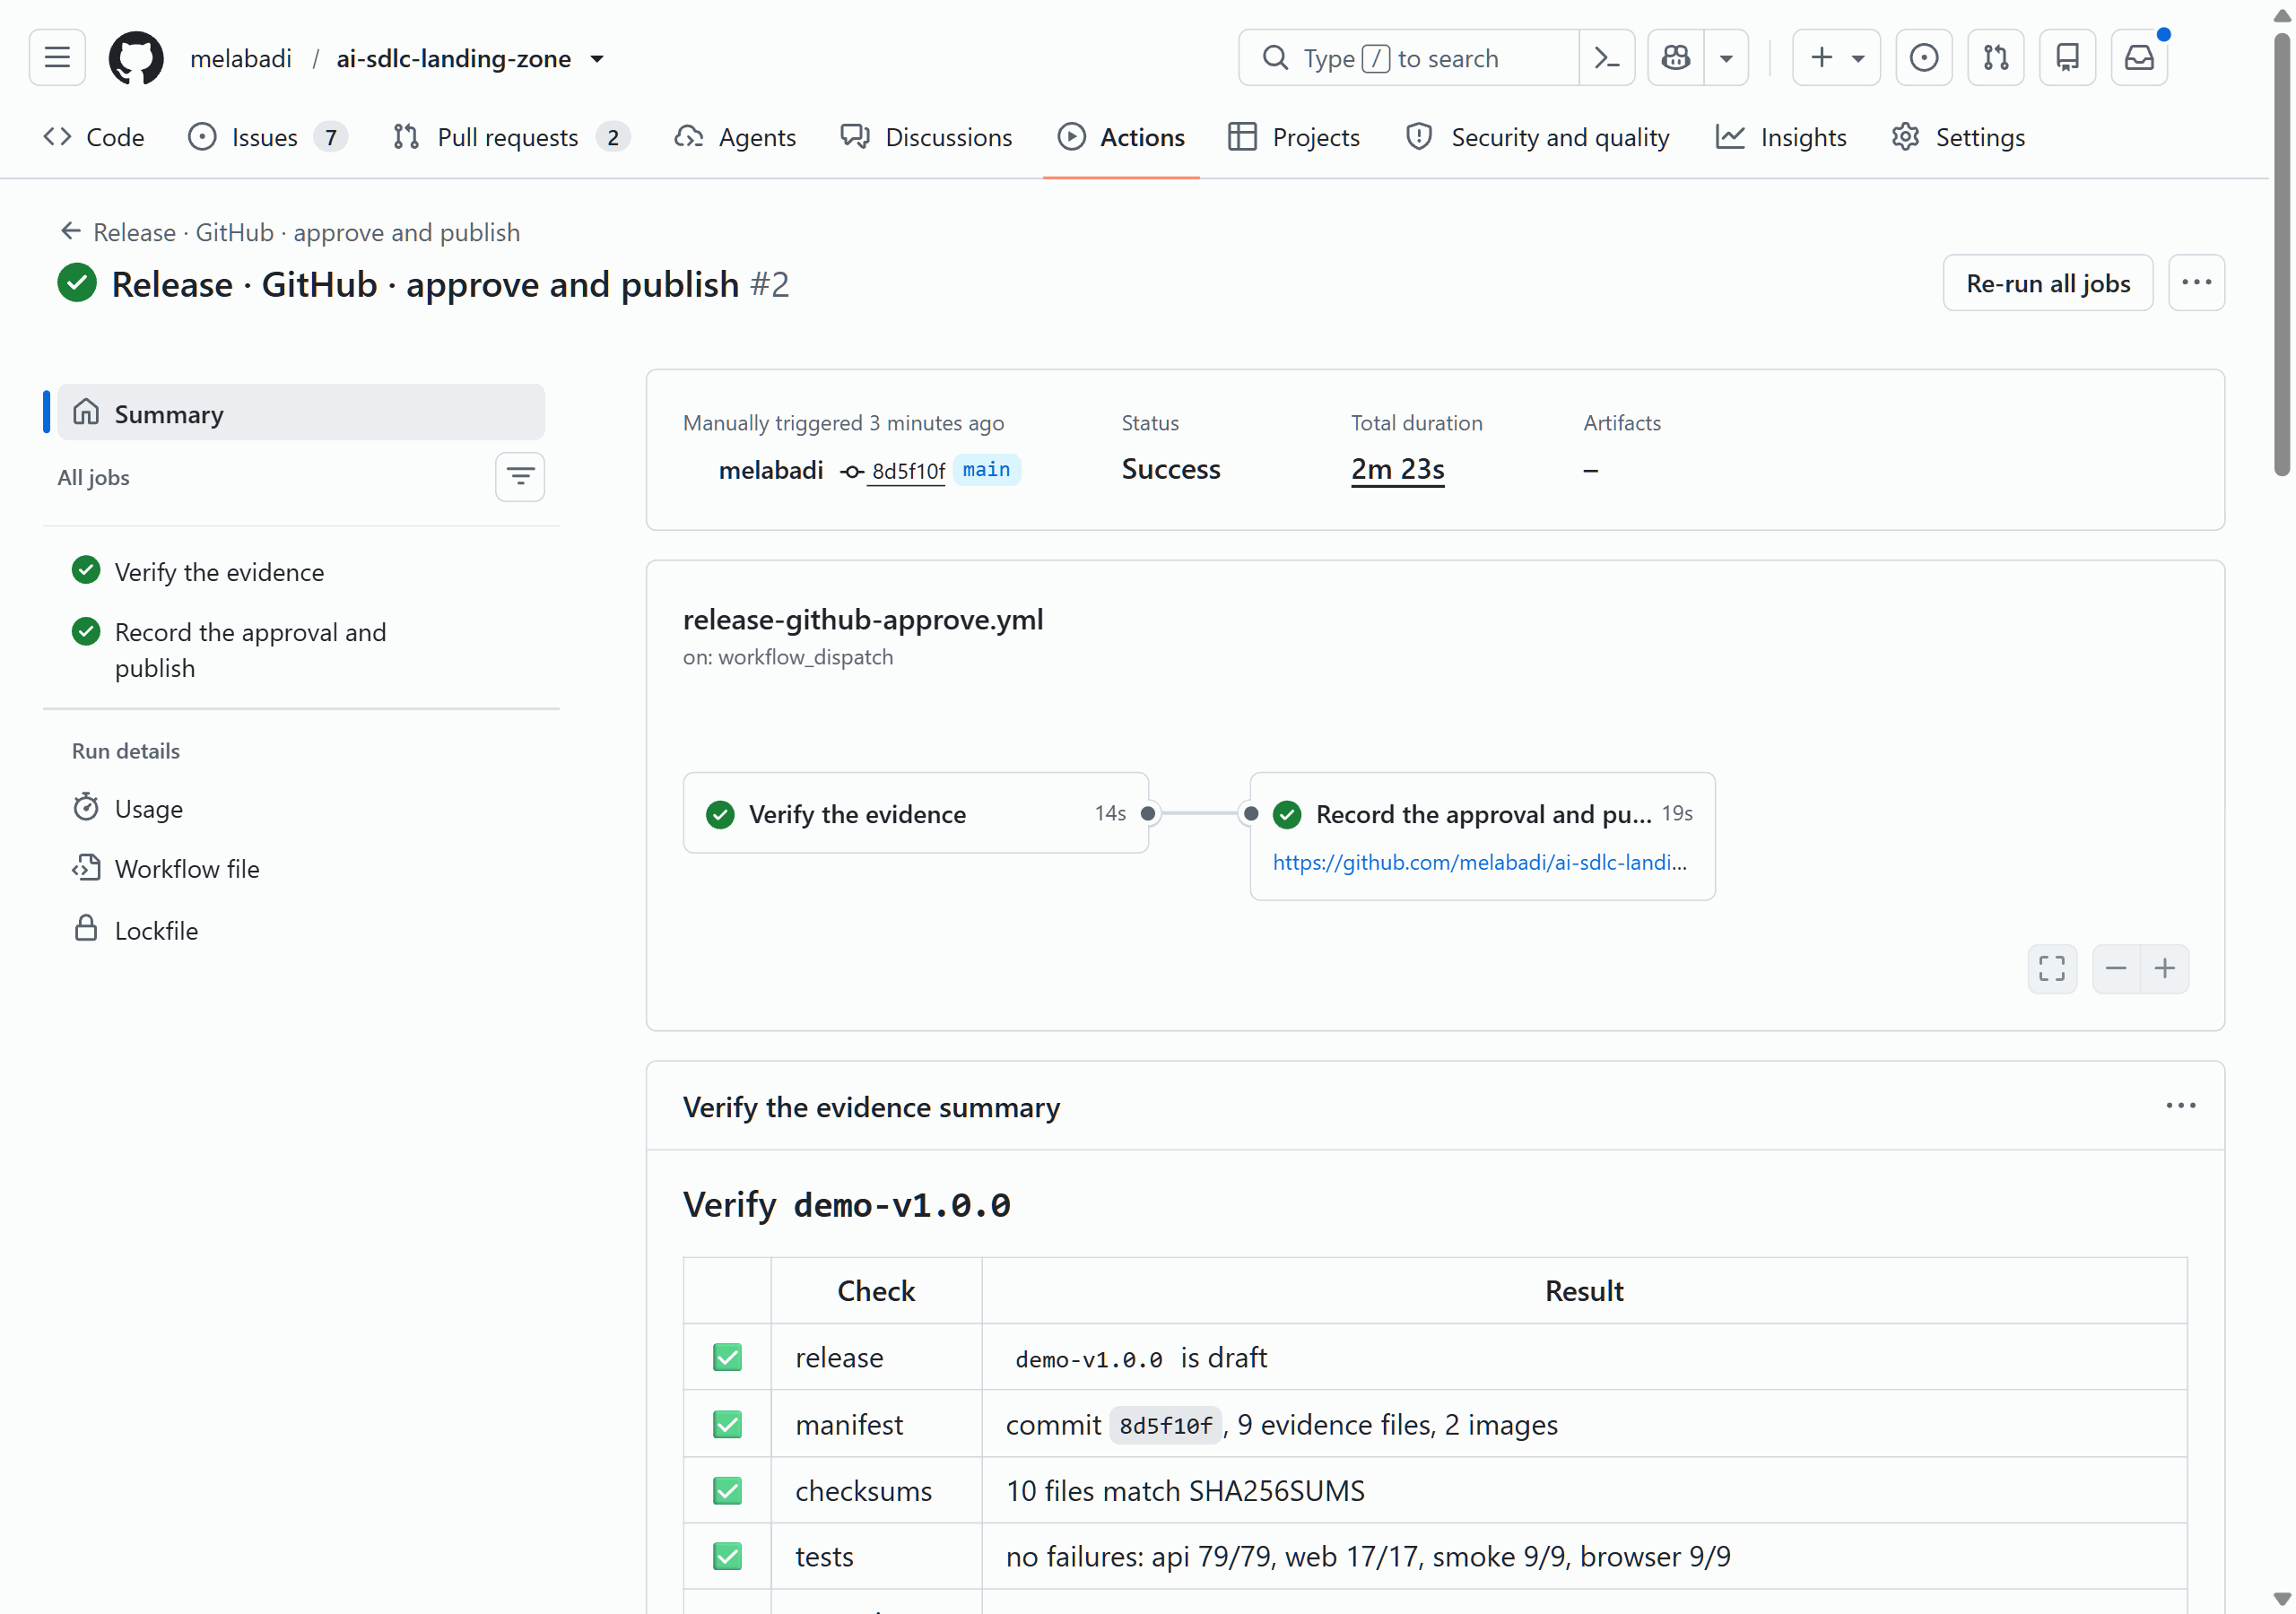 melabadi / ai-sdlc-landing-zone
Type / to search
Code
Issues 7
Pull requests 2
Agents
Discussions
Actions
Projects
Security and quality
Insights
Settings
Release · GitHub · approve and publish
Release · GitHub · approve and publish #2
Re-run all jobs
Summary
All jobs
Verify the evidence
Record the approval and
publish
Run details
Usage
Workflow file
Lockfile
Manually triggered 3 minutes ago
melabadi 8d5f10f main
Status
Success
Total duration
2m 23s
Artifacts
–
release-github-approve.yml
on: workflow_dispatch
Verify the evidence 14s
Record the approval and pu... 19s
https://github.com/melabadi/ai-sdlc-landi...
Verify the evidence summary
Verify demo-v1.0.0
Check Result
release demo-v1.0.0 is draft
manifest commit 8d5f10f, 9 evidence files, 2 images
checksums 10 files match SHA256SUMS
tests no failures: api 79/79, web 17/17, smoke 9/9, browser 9/9